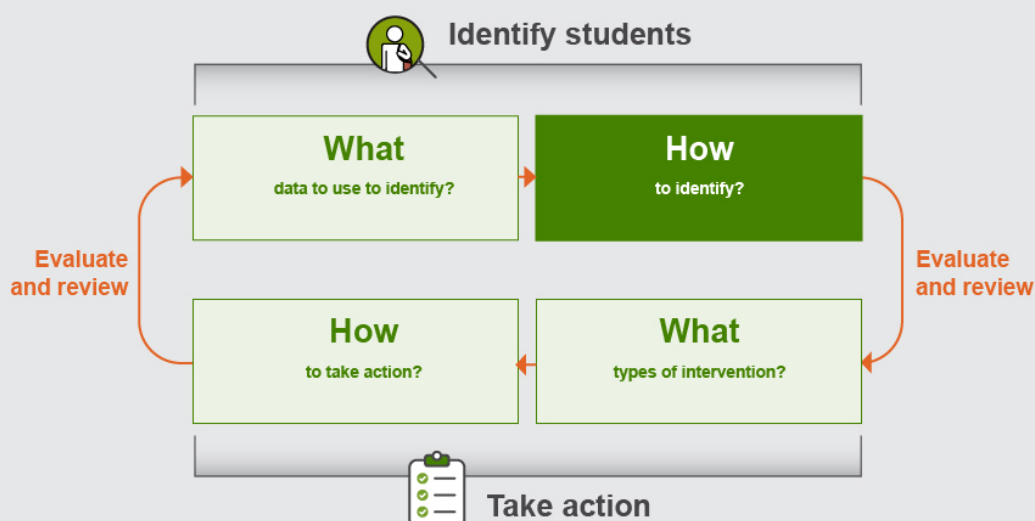 Identify students
What
data to use to identify?
How
to identify?
Evaluate
and review
Evaluate
and review
How
to take action?
What
types of intervention?
Take action